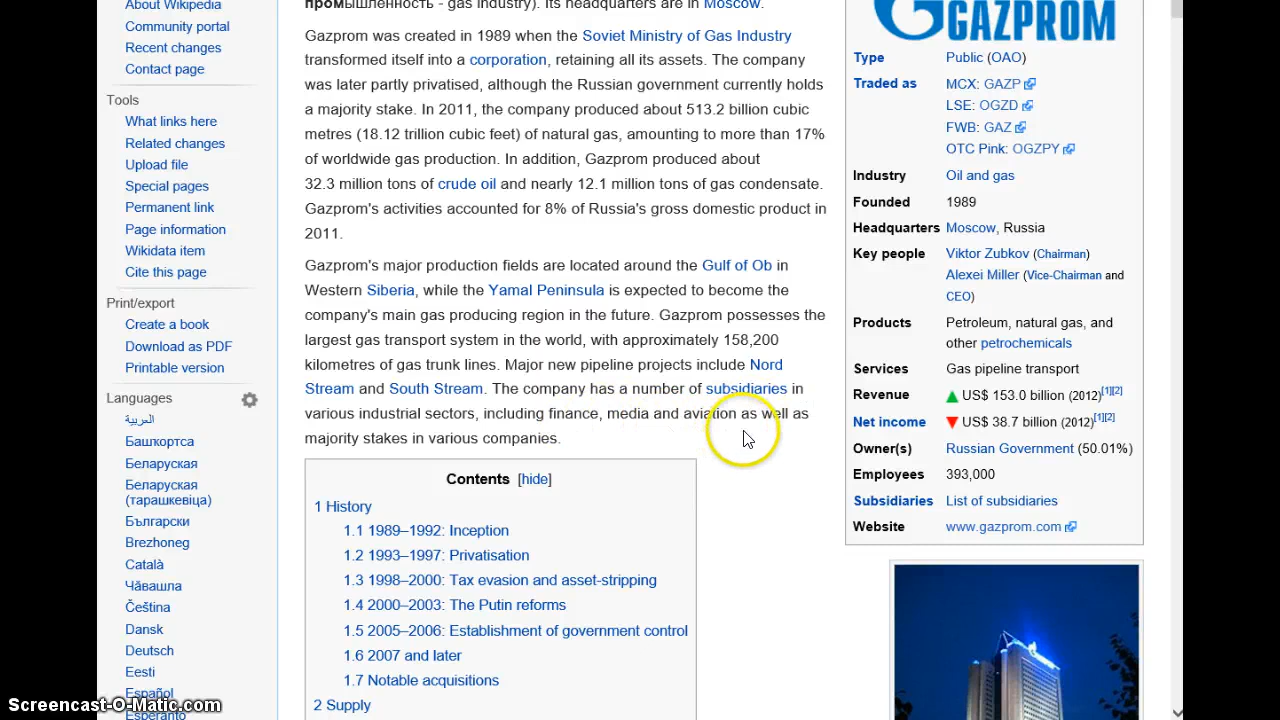 About Wikipedia
Community portal
Recent changes
Contact page
Tools
What links here
Related changes
Upload file
Special pages
Permanent link
Page information
Wikidata item
Cite this page
Print/export
Create a book
Download as PDF
Printable version
Languages
العربية
Башҡортса
Беларуская
Беларуская
(тарашкевіца)
Български
Brezhoneg
Català
Чӑвашла
Čeština
Dansk
Deutsch
Eesti
Español
Esperanto
промышленность - gas industry). Its headquarters are in Moscow.
Gazprom was created in 1989 when the Soviet Ministry of Gas Industry
transformed itself into a corporation, retaining all its assets. The company
was later partly privatised, although the Russian government currently holds
a majority stake. In 2011, the company produced about 513.2 billion cubic
metres (18.12 trillion cubic feet) of natural gas, amounting to more than 17%
of worldwide gas production. In addition, Gazprom produced about
32.3 million tons of crude oil and nearly 12.1 million tons of gas condensate.
Gazprom's activities accounted for 8% of Russia's gross domestic product in
2011.
Gazprom's major production fields are located around the Gulf of Ob in
Western Siberia, while the Yamal Peninsula is expected to become the
company's main gas producing region in the future. Gazprom possesses the
largest gas transport system in the world, with approximately 158,200
kilometres of gas trunk lines. Major new pipeline projects include Nord
Stream and South Stream. The company has a number of subsidiaries in
various industrial sectors, including finance, media and aviation as well as
majority stakes in various companies.
Contents [hide]
1 History
1.1 1989–1992: Inception
1.2 1993–1997: Privatisation
1.3 1998–2000: Tax evasion and asset-stripping
1.4 2000–2003: The Putin reforms
1.5 2005–2006: Establishment of government control
1.6 2007 and later
1.7 Notable acquisitions
2 Supply
GAZPROM
Type Public (OAO)
Traded as MCX: GAZP
LSE: OGZD
FWB: GAZ
OTC Pink: OGZPY
Industry Oil and gas
Founded 1989
Headquarters Moscow, Russia
Key people Viktor Zubkov (Chairman)
Alexei Miller (Vice-Chairman and
CEO)
Products Petroleum, natural gas, and
other petrochemicals
Services Gas pipeline transport
Revenue ▲ US$ 153.0 billion (2012)[1][2]
Net income ▼ US$ 38.7 billion (2012)[1][2]
Owner(s) Russian Government (50.01%)
Employees 393,000
Subsidiaries List of subsidiaries
Website www.gazprom.com
Screencast-O-Matic.com